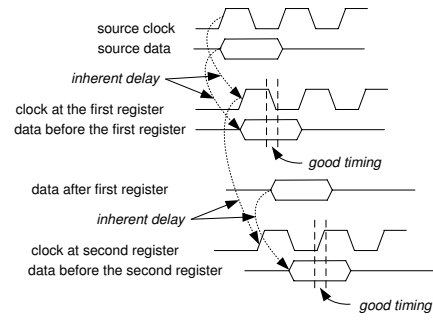 source clock
source data
inherent delay
clock at the first register
data before the first register
good timing
data after first register
inherent delay
clock at second register
data before the second register
good timing